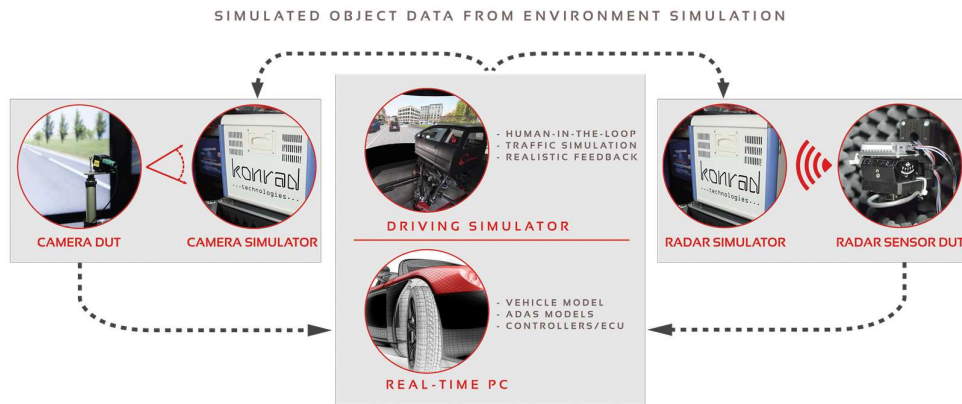 SIMULATED OBJECT DATA FROM ENVIRONMENT SIMULATION
konrad
...technologies...
CAMERA DUT
CAMERA SIMULATOR
- HUMAN-IN-THE-LOOP
- TRAFFIC SIMULATION
- REALISTIC FEEDBACK
DRIVING SIMULATOR
- VEHICLE MODEL
- ADAS MODELS
- CONTROLLERS/ECU
REAL-TIME PC
konrad
...technologies...
RADAR SIMULATOR
RADAR SENSOR DUT